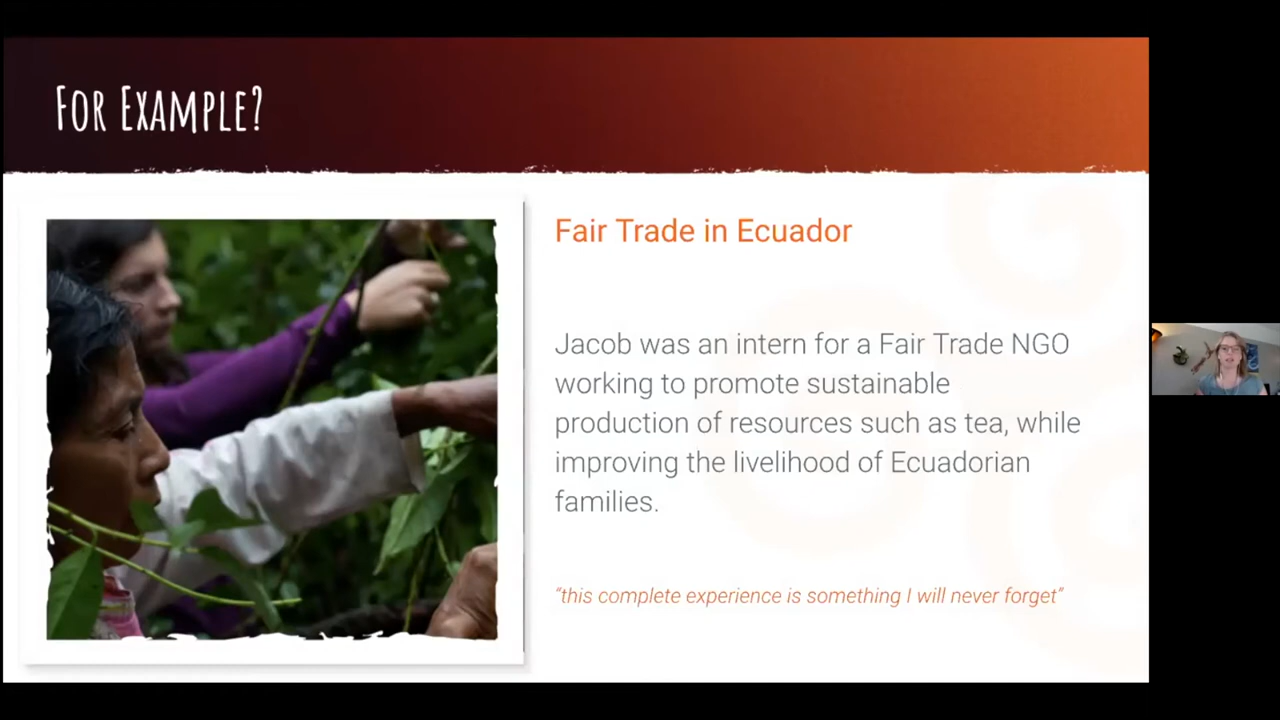 For Example?
Fair Trade in Ecuador
Jacob was an intern for a Fair Trade NGO
working to promote sustainable
production of resources such as tea, while
improving the livelihood of Ecuadorian
families.
“this complete experience is something I will never forget”